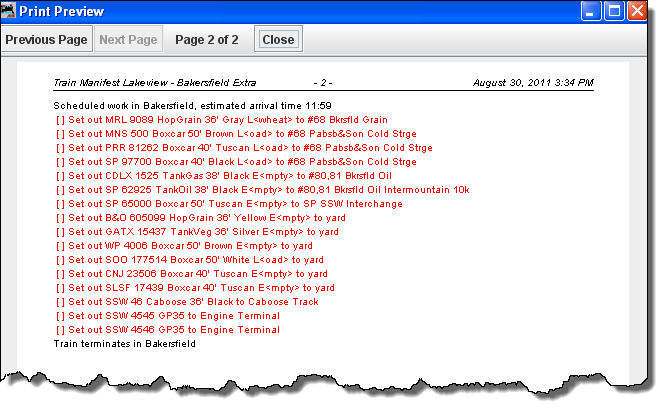 Print Preview
Previous Page Next Page Page 2 of 2 Close
Train Manifest Lakeview - Bakersfield Extra - 2 - August 30, 2011 3:34 PM
Scheduled work in Bakersfield, estimated arrival time 11:59
[ ] Set out MRL 9089 HopGrain 36' Gray L<wheat> to #68 Bkrsfld Grain
[ ] Set out MNS 500 Boxcar 50' Brown L<oad> to #68 Pabsb&Son Cold Strge
[ ] Set out PRR 81262 Boxcar 40' Tuscan L<oad> to #68 Pabsb&Son Cold Strge
[ ] Set out SP 97700 Boxcar 40' Black L<oad> to #68 Pabsb&Son Cold Strge
[ ] Set out CDLX 1525 TankGas 38' Black E<mpty> to #80,81 Bkrsfld Oil
[ ] Set out SP 62925 TankOil 38' Black E<mpty> to #80,81 Bkrsfld Oil Intermountain 10k
[ ] Set out SP 65000 Boxcar 50' Tuscan E<mpty> to SP SSW Interchange
[ ] Set out B&O 605099 HopGrain 36' Yellow E<mpty> to yard
[ ] Set out GATX 15437 TankVeg 36' Silver E<mpty> to yard
[ ] Set out WP 4006 Boxcar 50' Brown E<mpty> to yard
[ ] Set out SOO 177514 Boxcar 50' White L<oad> to yard
[ ] Set out CNJ 23506 Boxcar 40' Tuscan E<mpty> to yard
[ ] Set out SLSF 17439 Boxcar 40' Tuscan E<mpty> to yard
[ ] Set out SSW 46 Caboose 36' Black to Caboose Track
[ ] Set out SSW 4545 GP35 to Engine Terminal
[ ] Set out SSW 4546 GP35 to Engine Terminal
Train terminates in Bakersfield